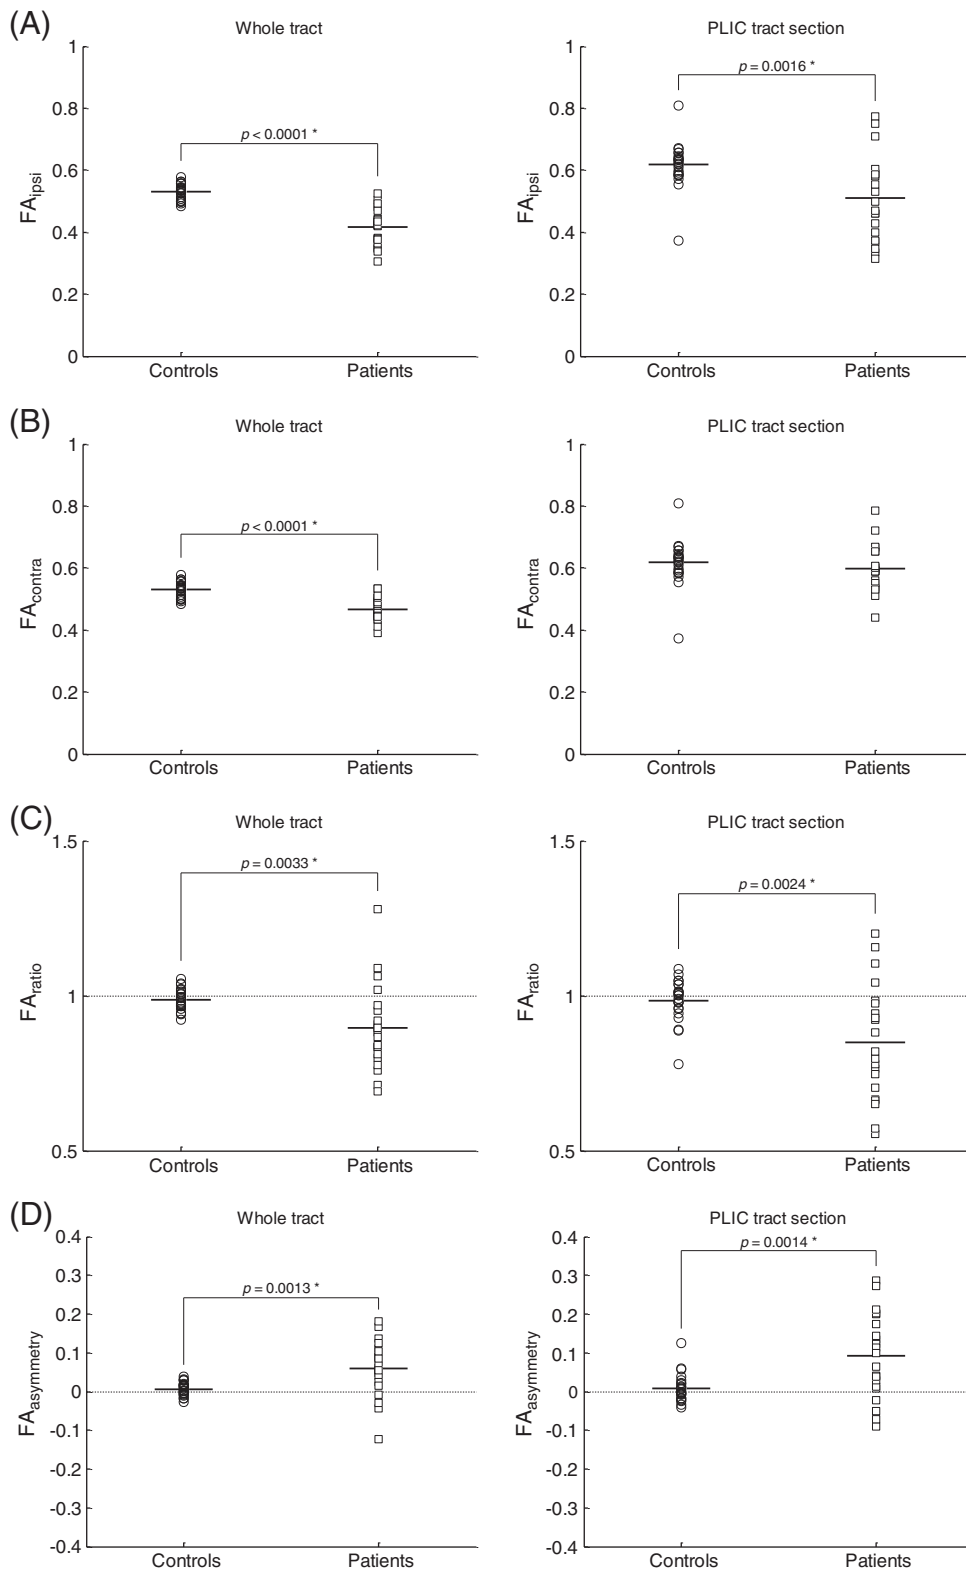 (A)
Whole tract
1
0.8
0.6
0.4
0.2
0
FAipsi
p < 0.0001 *
Controls Patients
PLIC tract section
1
0.8
0.6
0.4
0.2
0
FAipsi
p = 0.0016 *
Controls Patients
(B)
Whole tract
1
0.8
0.6
0.4
0.2
0
FAcontra
p < 0.0001 *
Controls Patients
PLIC tract section
1
0.8
0.6
0.4
0.2
0
FAcontra
Controls Patients
(C)
Whole tract
1.5
1
0.5
FAratio
p = 0.0033 *
Controls Patients
PLIC tract section
1.5
1
0.5
FAratio
p = 0.0024 *
Controls Patients
(D)
Whole tract
0.4
0.3
0.2
0.1
0
-0.1
-0.2
-0.3
-0.4
FAasymmetry
p = 0.0013 *
Controls Patients
PLIC tract section
0.4
0.3
0.2
0.1
0
-0.1
-0.2
-0.3
-0.4
FAasymmetry
p = 0.0014 *
Controls Patients